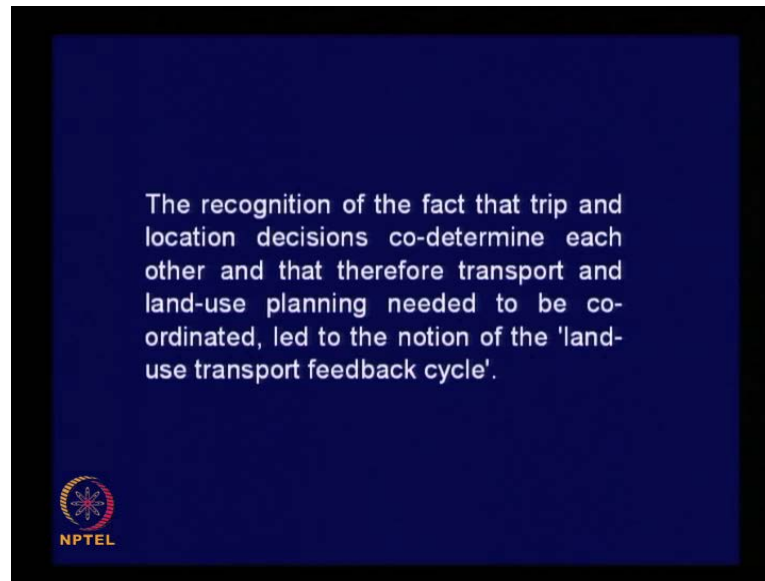 The recognition of the fact that trip and
location decisions co-determine each
other and that therefore transport and
land-use planning needed to be co-
ordinated, led to the notion of the 'land-
use transport feedback cycle'.
NPTEL